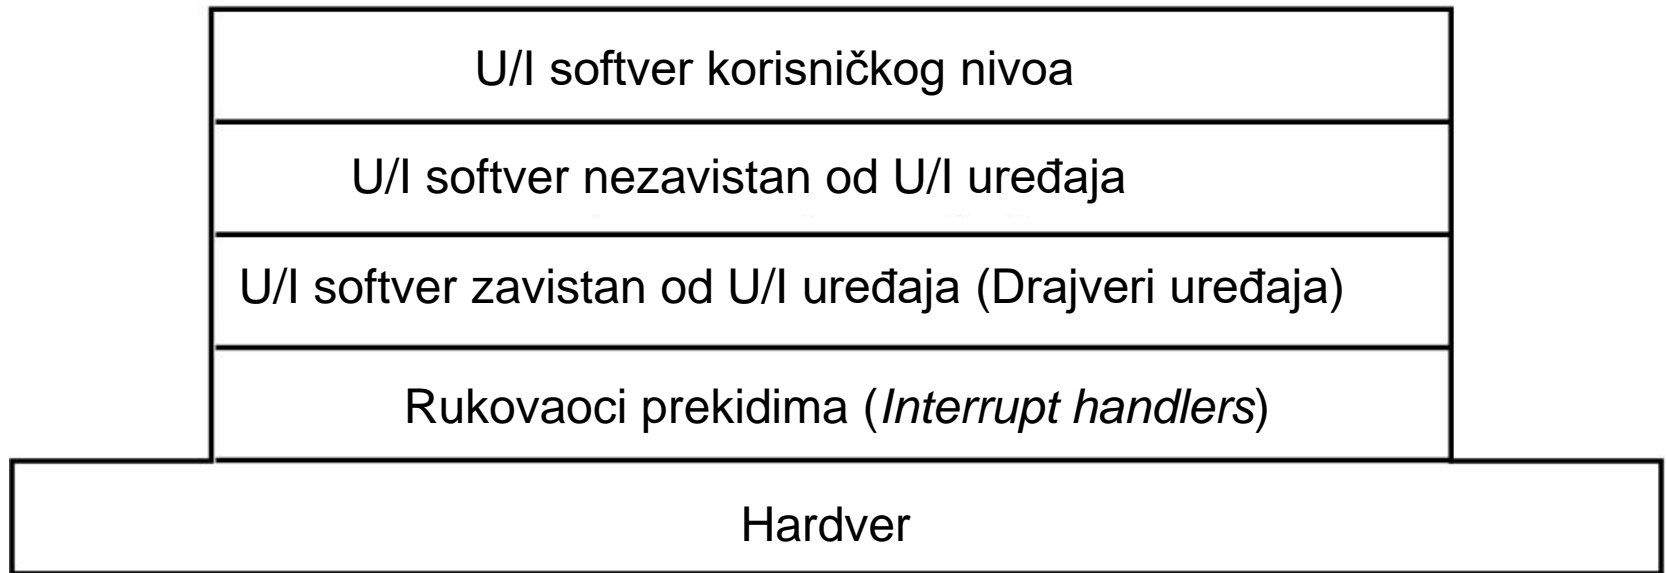 U/I softver korisničkog nivoa
U/I softver nezavistan od U/I uređaja
U/I softver zavistan od U/I uređaja (Drajveri uređaja)
Rukovaoci prekidima (Interrupt handlers)
Hardver